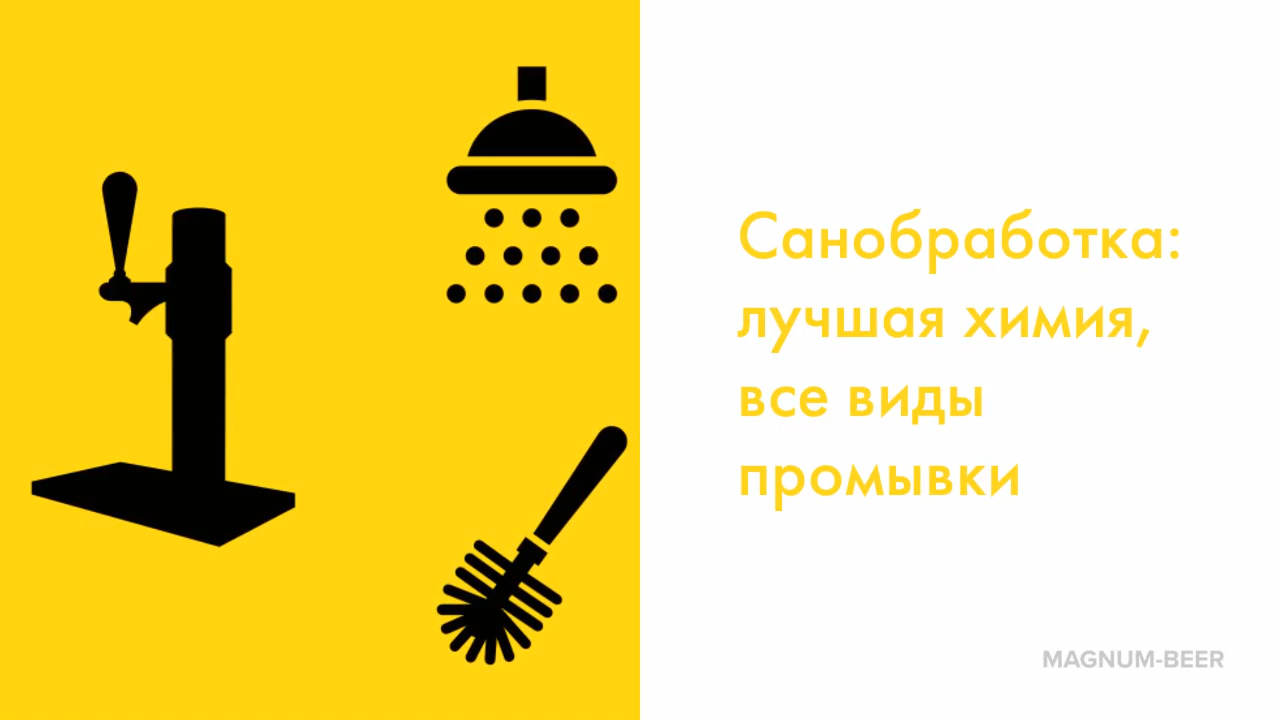 Санобработка:
лучшая химия,
все виды
промывки
MAGNUM-BEER